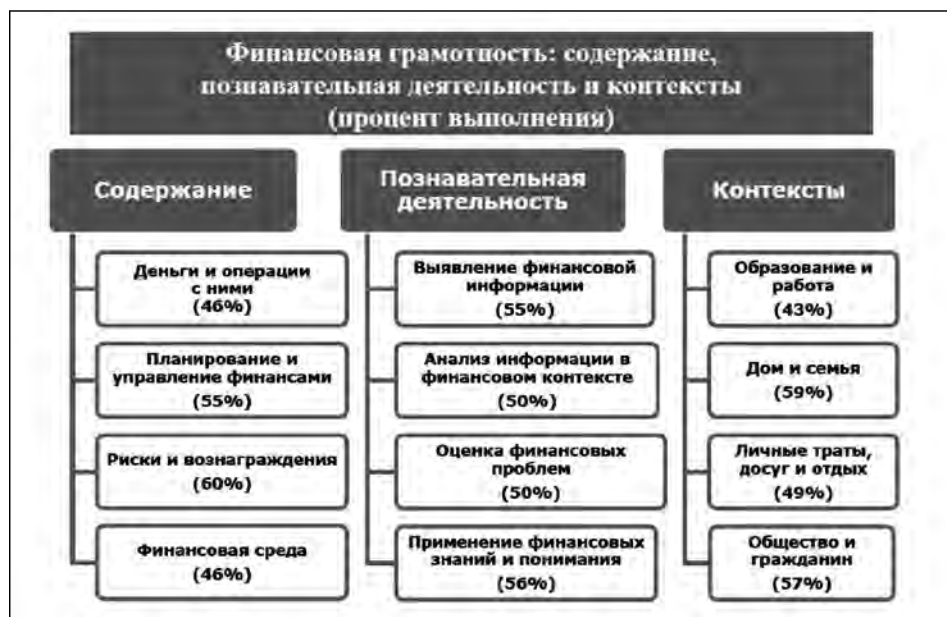 Финансовая грамотность: содержание,
познавательная деятельность и контексты
(процент выполнения)
Содержание
Деньги и операции
с ними
(46%)
Планирование и
управление финансами
(55%)
Риски и вознаграждения
(60%)
Финансовая среда
(46%)
Познавательная
деятельность
Выявление финансовой
информации
(55%)
Анализ информации в
финансовом контексте
(50%)
Оценка финансовых
проблем
(50%)
Применение финансовых
знаний и понимания
(56%)
Контексты
Образование и
работа
(43%)
Дом и семья
(59%)
Личные траты,
досуг и отдых
(49%)
Общество и
гражданин
(57%)